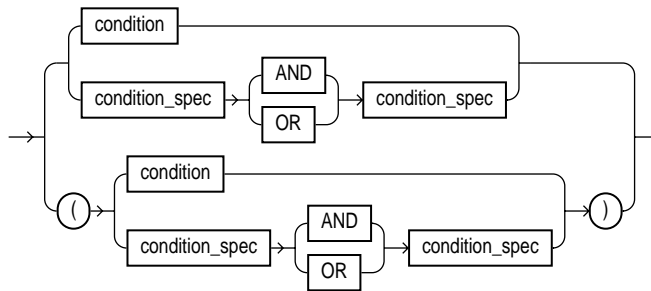 condition
AND
condition_spec condition_spec
OR
condition
( )
AND
condition_spec condition_spec
OR